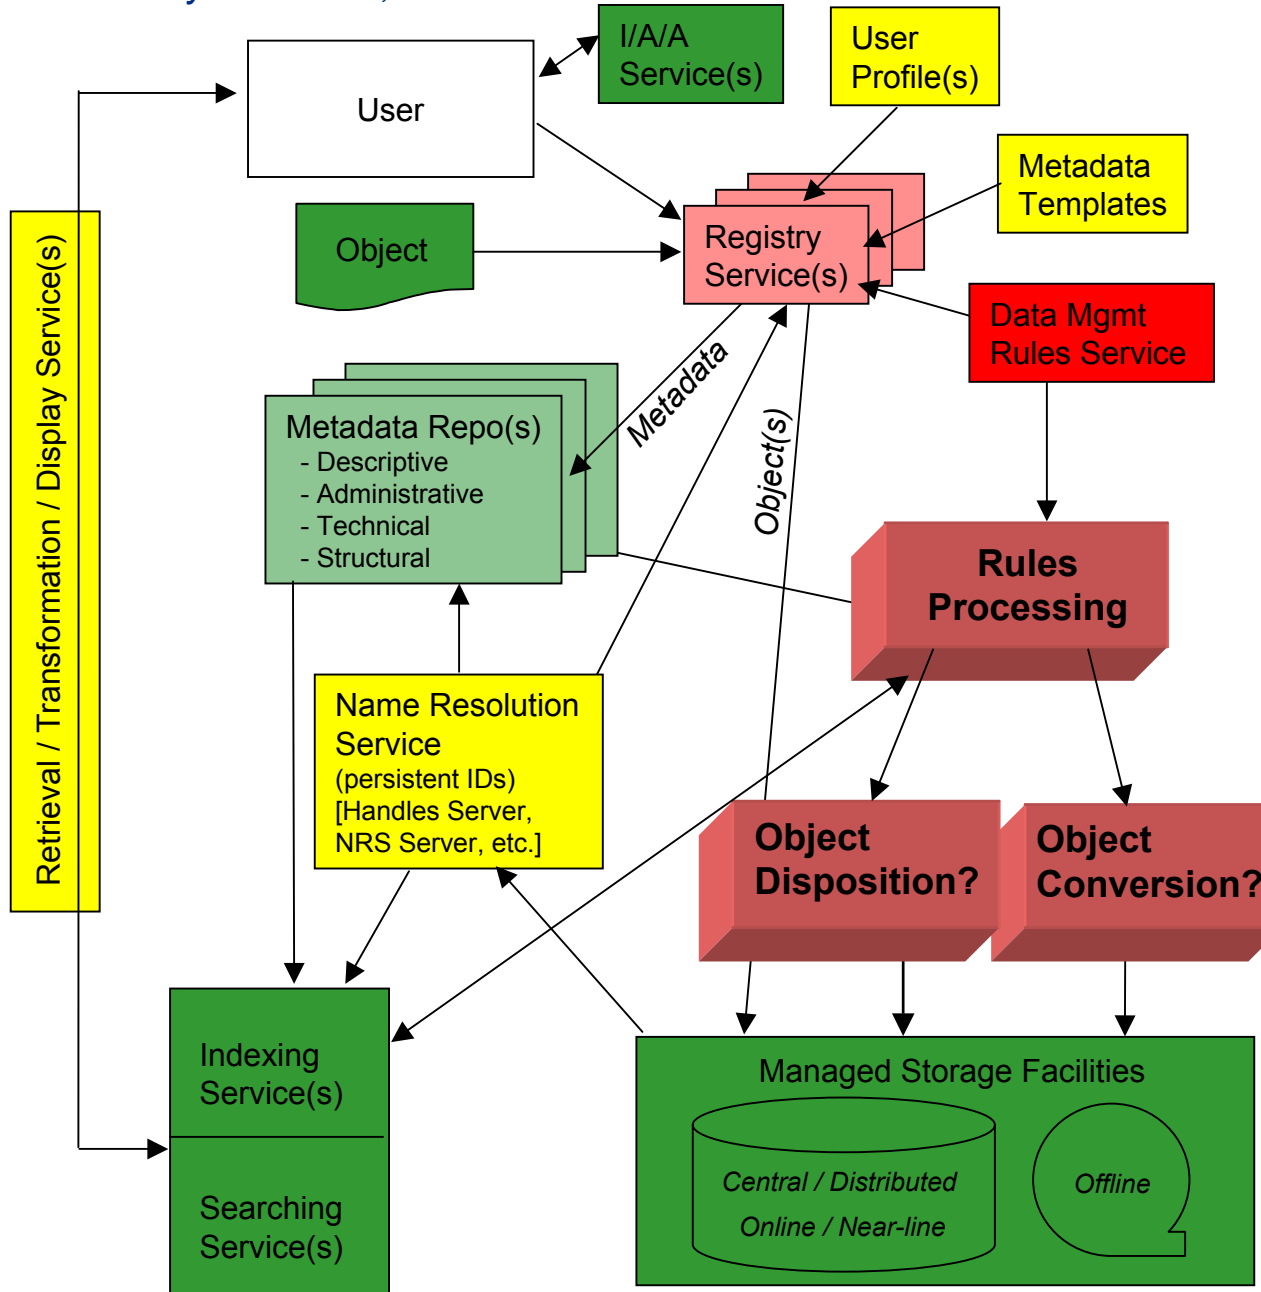 I/A/A
Service(s)
User
Profile(s)
User
Metadata
Templates
Object
Registry
Service(s)
Data Mgmt
Rules Service
Retrieval / Transformation / Display Service(s)
Metadata
Object(s)
Metadata Repo(s)
- Descriptive
- Administrative
- Technical
- Structural
Rules
Processing
Name Resolution
Service
(persistent IDs)
[Handles Server,
NRS Server, etc.]
Object
Disposition?
Object
Conversion?
Indexing
Service(s)
Searching
Service(s)
Managed Storage Facilities
Central / Distributed
Online / Near-line
Offline